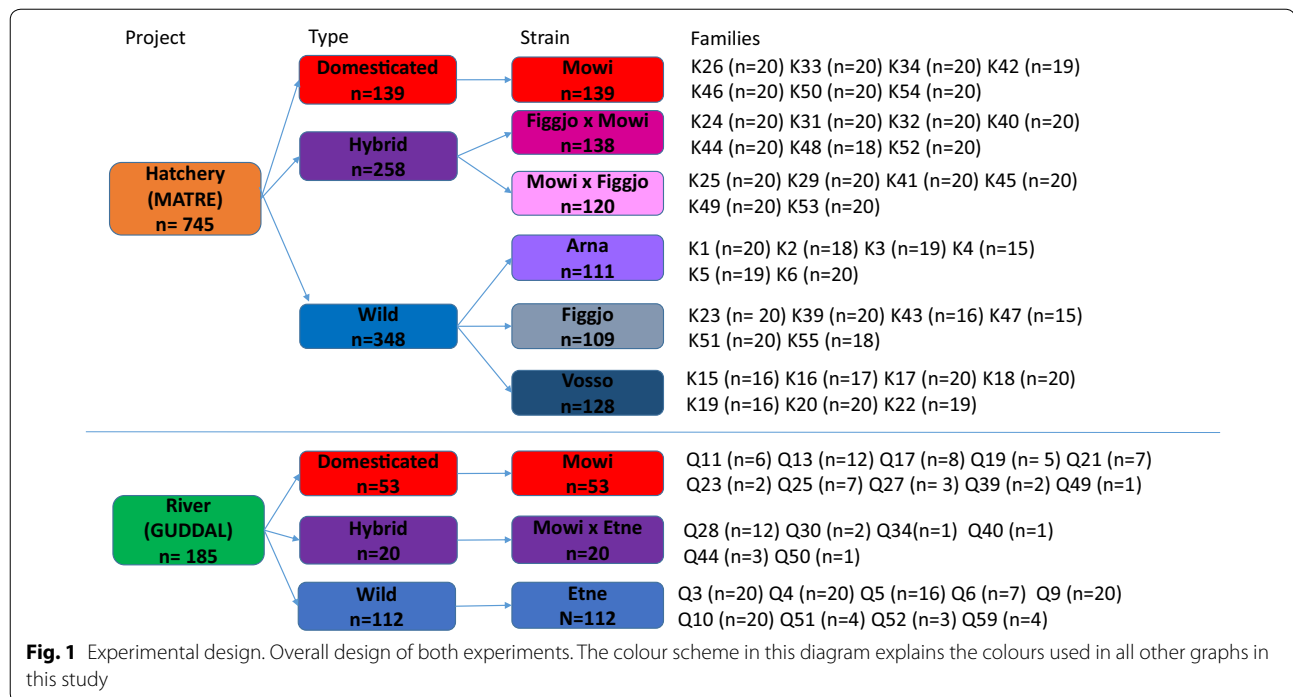 Project Type Strain Families
Hatchery
(MATRE)
n= 745
Domesticated
n=139
Mowi
n=139
K26 (n=20) K33 (n=20) K34 (n=20) K42 (n=19)
K46 (n=20) K50 (n=20) K54 (n=20)
Hybrid
n=258
Figgjo x Mowi
n=138
K24 (n=20) K31 (n=20) K32 (n=20) K40 (n=20)
K44 (n=20) K48 (n=18) K52 (n=20)
Mowi x Figgjo
n=120
K25 (n=20) K29 (n=20) K41 (n=20) K45 (n=20)
K49 (n=20) K53 (n=20)
Wild
n=348
Arna
n=111
K1 (n=20) K2 (n=18) K3 (n=19) K4 (n=15)
K5 (n=19) K6 (n=20)
Figgjo
n=109
K23 (n= 20) K39 (n=20) K43 (n=16) K47 (n=15)
K51 (n=20) K55 (n=18)
Vosso
n=128
K15 (n=16) K16 (n=17) K17 (n=20) K18 (n=20)
K19 (n=16) K20 (n=20) K22 (n=19)
River
(GUDDAL)
n= 185
Domesticated
n=53
Mowi
n=53
Q11 (n=6) Q13 (n=12) Q17 (n=8) Q19 (n= 5) Q21 (n=7)
Q23 (n=2) Q25 (n=7) Q27 (n= 3) Q39 (n=2) Q49 (n=1)
Hybrid
n=20
Mowi x Etne
n=20
Q28 (n=12) Q30 (n=2) Q34(n=1) Q40 (n=1)
Q44 (n=3) Q50 (n=1)
Wild
n=112
Etne
N=112
Q3 (n=20) Q4 (n=20) Q5 (n=16) Q6 (n=7) Q9 (n=20)
Q10 (n=20) Q51 (n=4) Q52 (n=3) Q59 (n=4)
Fig. 1 Experimental design. Overall design of both experiments. The colour scheme in this diagram explains the colours used in all other graphs in
this study